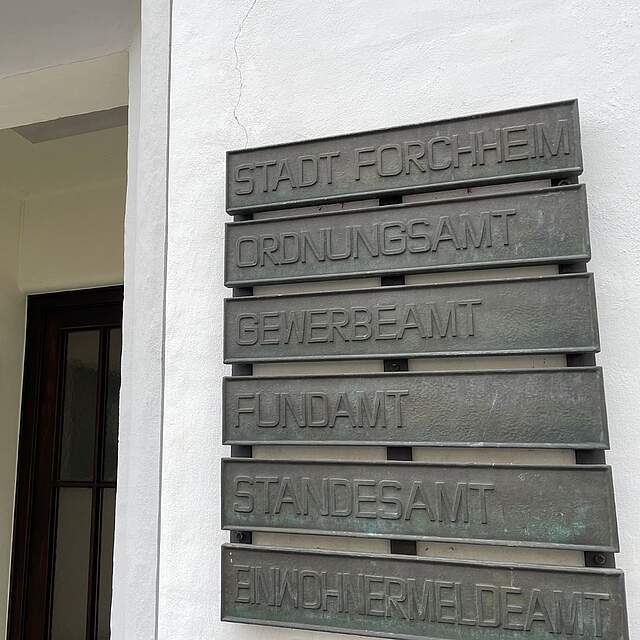 STADT FORCHHEIM
ORDNUNGSAMT
GEWERBEAMT
FUNDAMT
STANDESAMT
EINWOHNERMELDEAMT